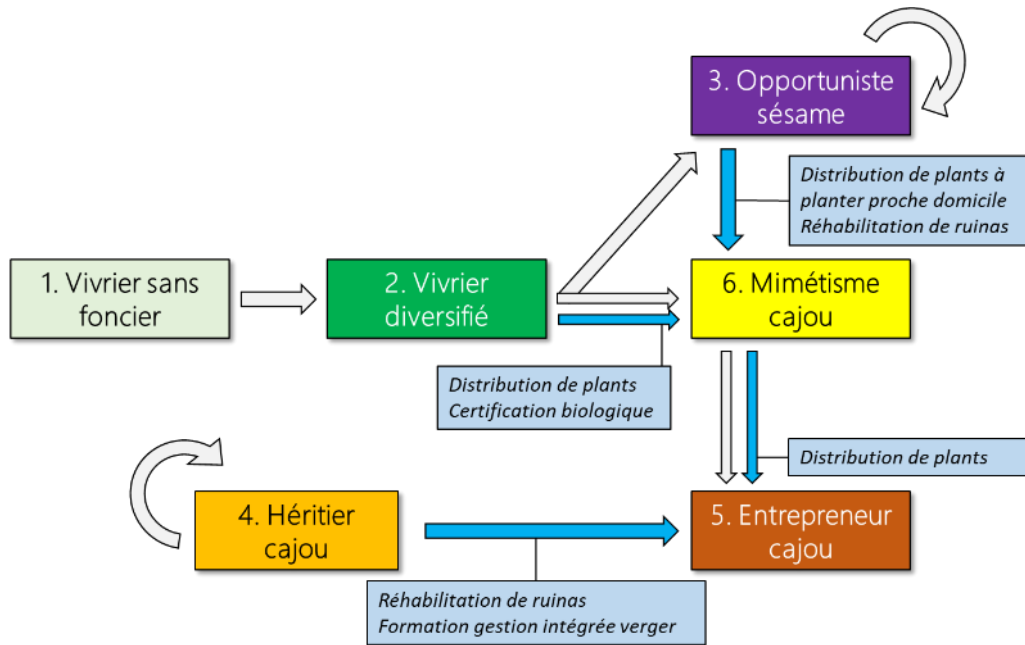 3. Opportuniste
sésame
Distribution de plants à
planter proche domicile
Réhabilitation de ruinas
1. Vivrier sans
foncier
2. Vivrier
diversifié
6. Mimétisme
cajou
Distribution de plants
Certification biologique
Distribution de plants
4. Héritier
cajou
5. Entrepreneur
cajou
Réhabilitation de ruinas
Formation gestion intégrée verger